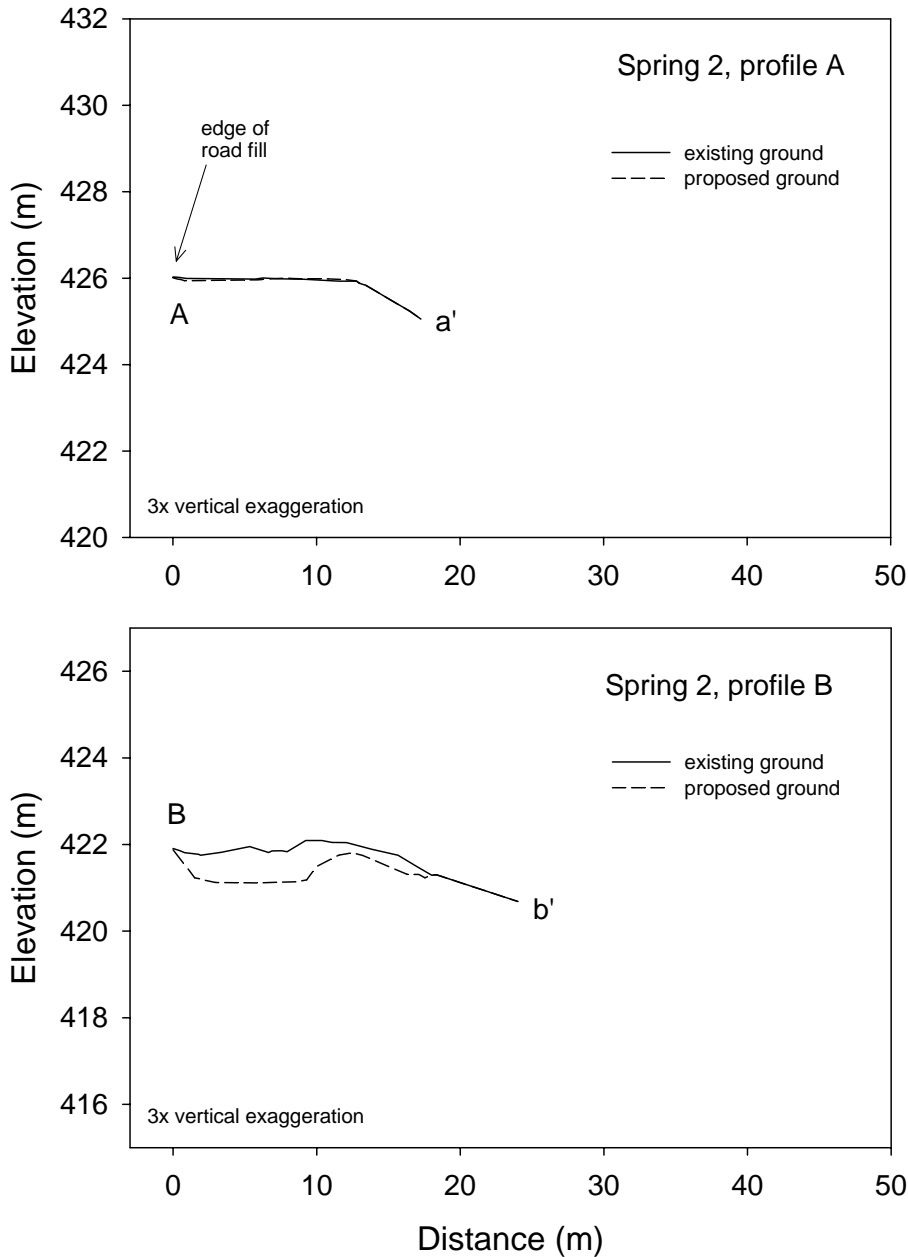 432
Spring 2, profile A
430
edge of
road fill
existing ground
proposed ground
428
Elevation (m)
426
A
a'
424
422
3x vertical exaggeration
420
0 10 20 30 40 50
426
Spring 2, profile B
424
existing ground
proposed ground
B
422
Elevation (m)
b'
420
418
416
3x vertical exaggeration
0 10 20 30 40 50
Distance (m)